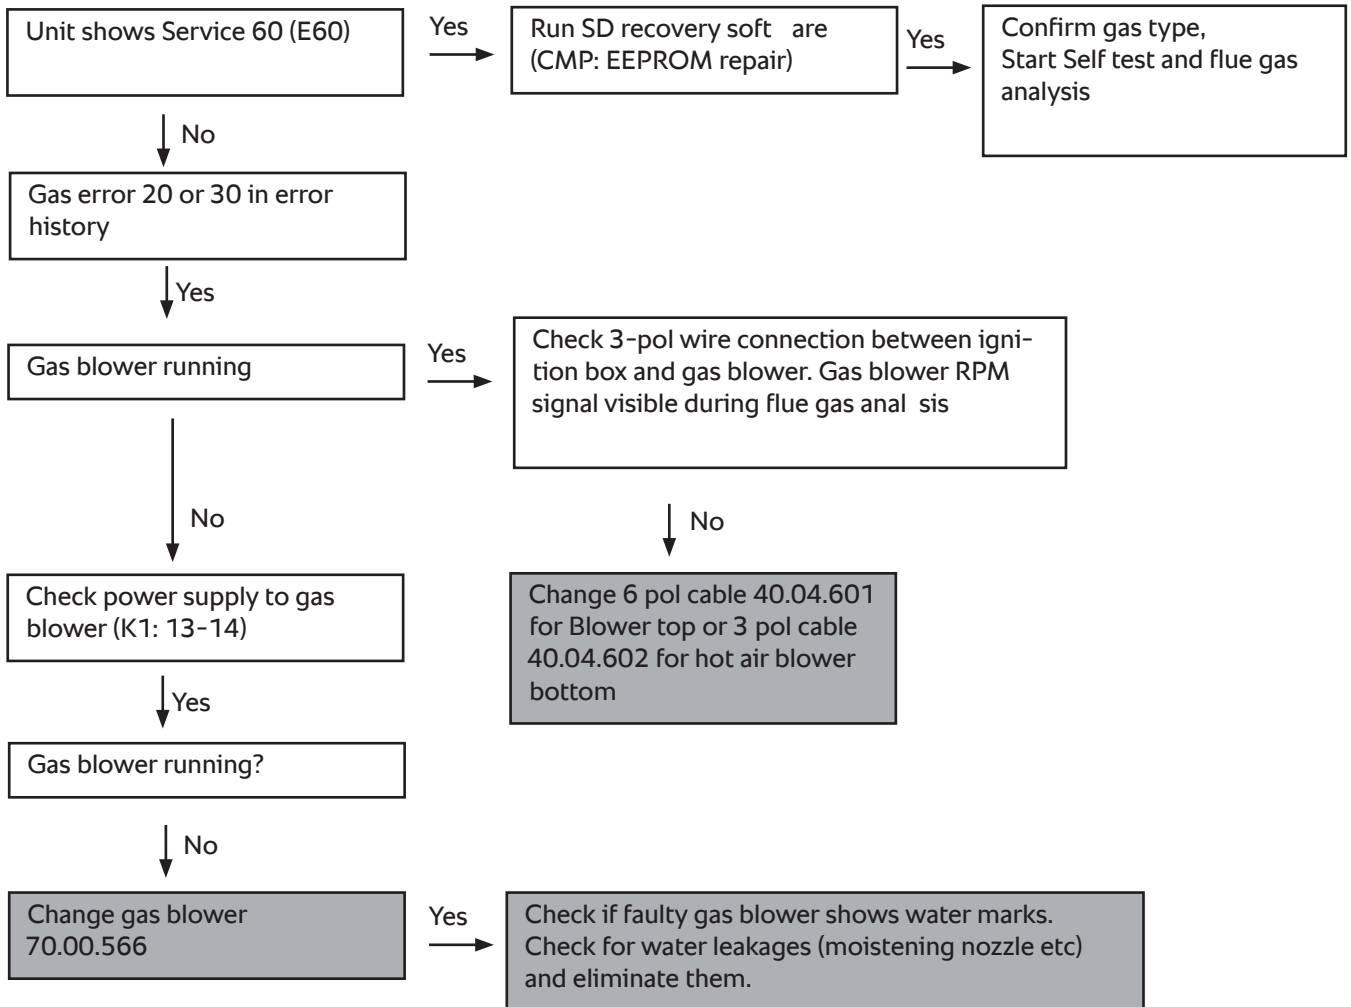 Unit shows Service 60 (E60)
Yes
Run SD recovery soft are
(CMP: EEPROM repair)
Yes
Confirm gas type,
Start Self test and flue gas
analysis
No
Gas error 20 or 30 in error
history
Yes
Gas blower running
Yes
Check 3-pol wire connection between igni-
tion box and gas blower. Gas blower RPM
signal visible during flue gas anal sis
No
No
Check power supply to gas
blower (K1: 13-14)
Change 6 pol cable 40.04.601
for Blower top or 3 pol cable
40.04.602 for hot air blower
bottom
Yes
Gas blower running?
No
Change gas blower
70.00.566
Yes
Check if faulty gas blower shows water marks.
Check for water leakages (moistening nozzle etc)
and eliminate them.